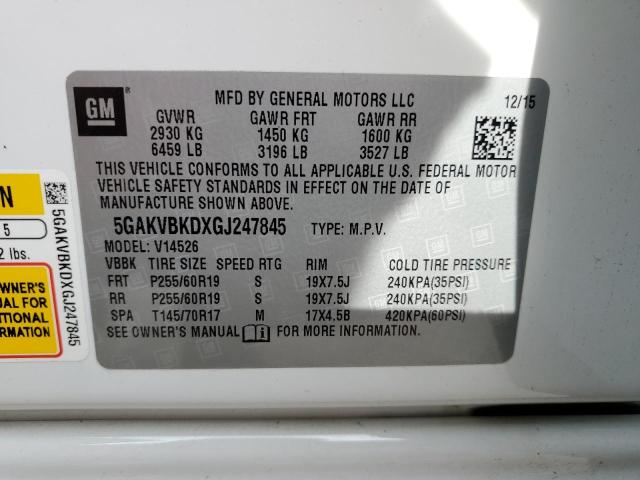 GM
®
MFD BY GENERAL MOTORS LLC 12/15
GVWR GAWR FRT GAWR RR
2930 KG 1450 KG 1600 KG
6459 LB 3196 LB 3527 LB
THIS VEHICLE CONFORMS TO ALL APPLICABLE U.S. FEDERAL MOTOR
VEHICLE SAFETY STANDARDS IN EFFECT ON THE DATE OF
MANUFACTURE SHOWN ABOVE.
5GAKVBKDXGJ247845 TYPE: M.P.V.
MODEL: V14526
VBBK TIRE SIZE SPEED RTG RIM COLD TIRE PRESSURE
FRT P255/60R19 S 19X7.5J 240KPA(35PSI)
RR P255/60R19 S 19X7.5J 240KPA(35PSI)
SPA T145/70R17 M 17X4.5B 420KPA(60PSI)
SEE OWNER'S MANUAL FOR MORE INFORMATION
N
5
2 lbs.
OWNER'S
FOR
5GAKVBKDXGJ247845